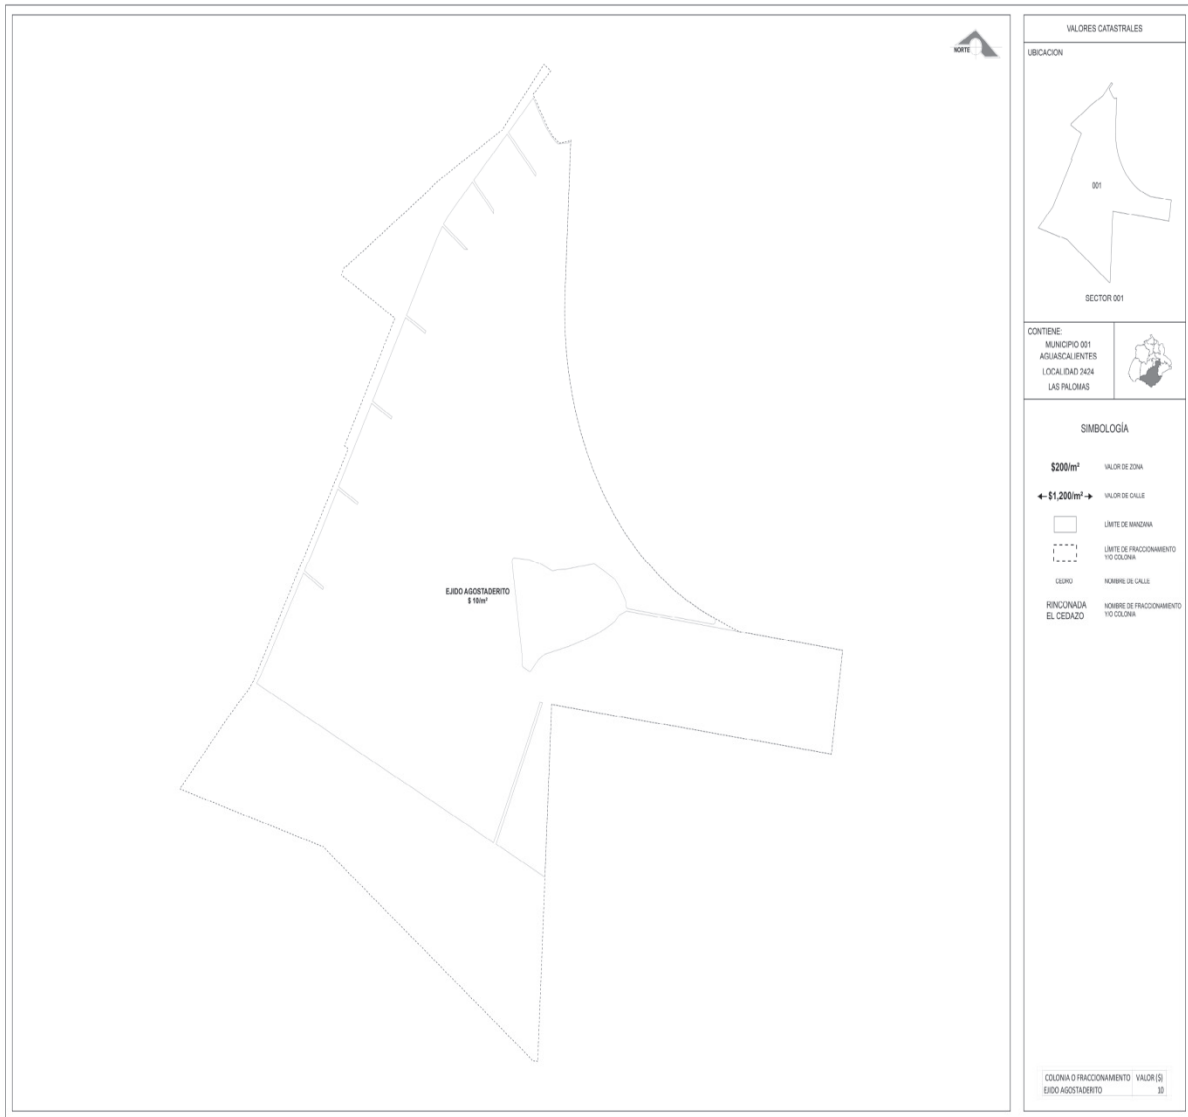 NORTE
EJIDO AGOSTADERITO
$ 10/m²
VALORES CATASTRALES
UBICACION
001
SECTOR 001
CONTIENE:
MUNICIPIO 001
AGUASCALIENTES
LOCALIDAD 2424
LAS PALOMAS
SIMBOLOGÍA
$200/m² VALOR DE ZONA
$1,200/m² VALOR DE CALLE
LÍMITE DE MANZANA
LÍMITE DE FRACCIONAMIENTO
Y/O COLONIA
CEDRO NOMBRE DE CALLE
RINCONADA
EL CEDAZO
NOMBRE DE FRACCIONAMIENTO
Y/O COLONIA
COLONIA O FRACCIONAMIENTO VALOR ($)
EJIDO AGOSTADERITO 10